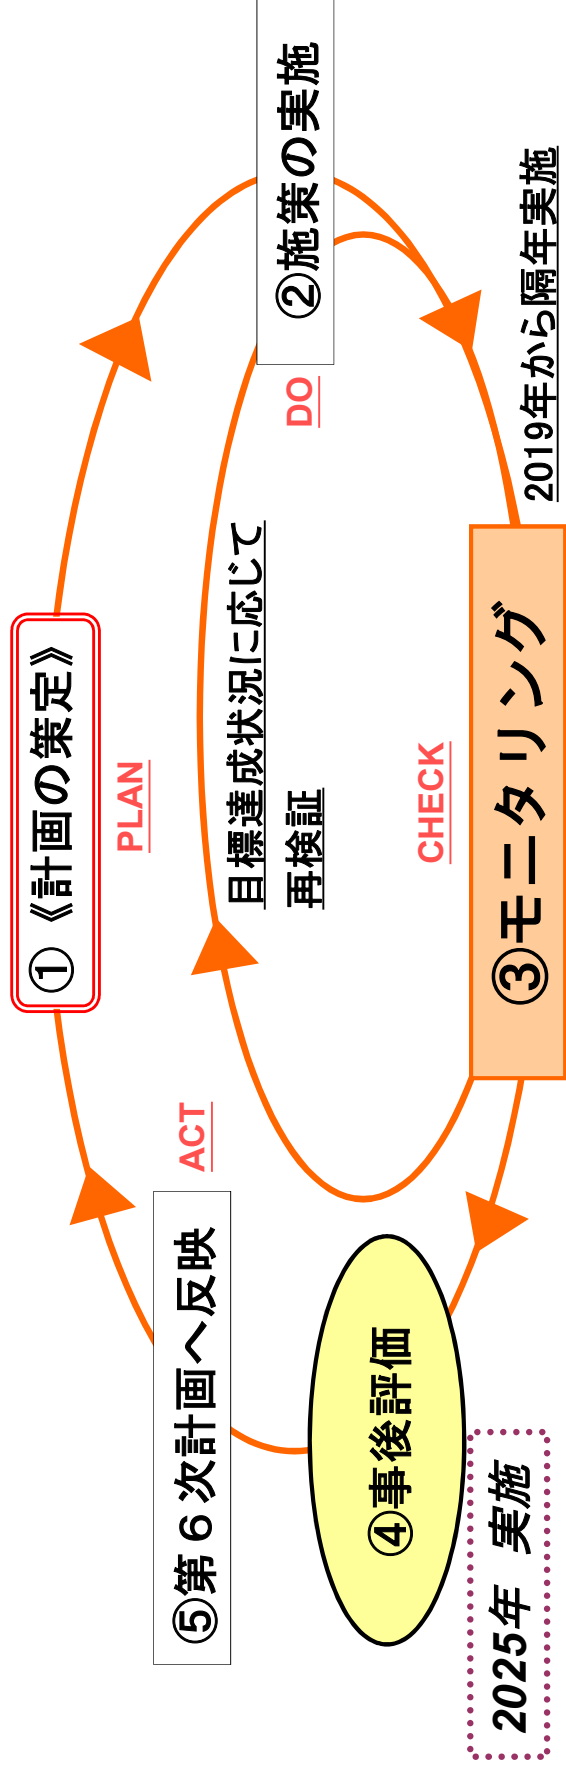 ①《計画の策定》
PLAN
②施策の実施
DO
2019年から隔年実施
③モニタリング
CHECK
目標達成状況に応じて
再検証
④事後評価
2025年　実施
⑤第６次計画へ反映
ACT